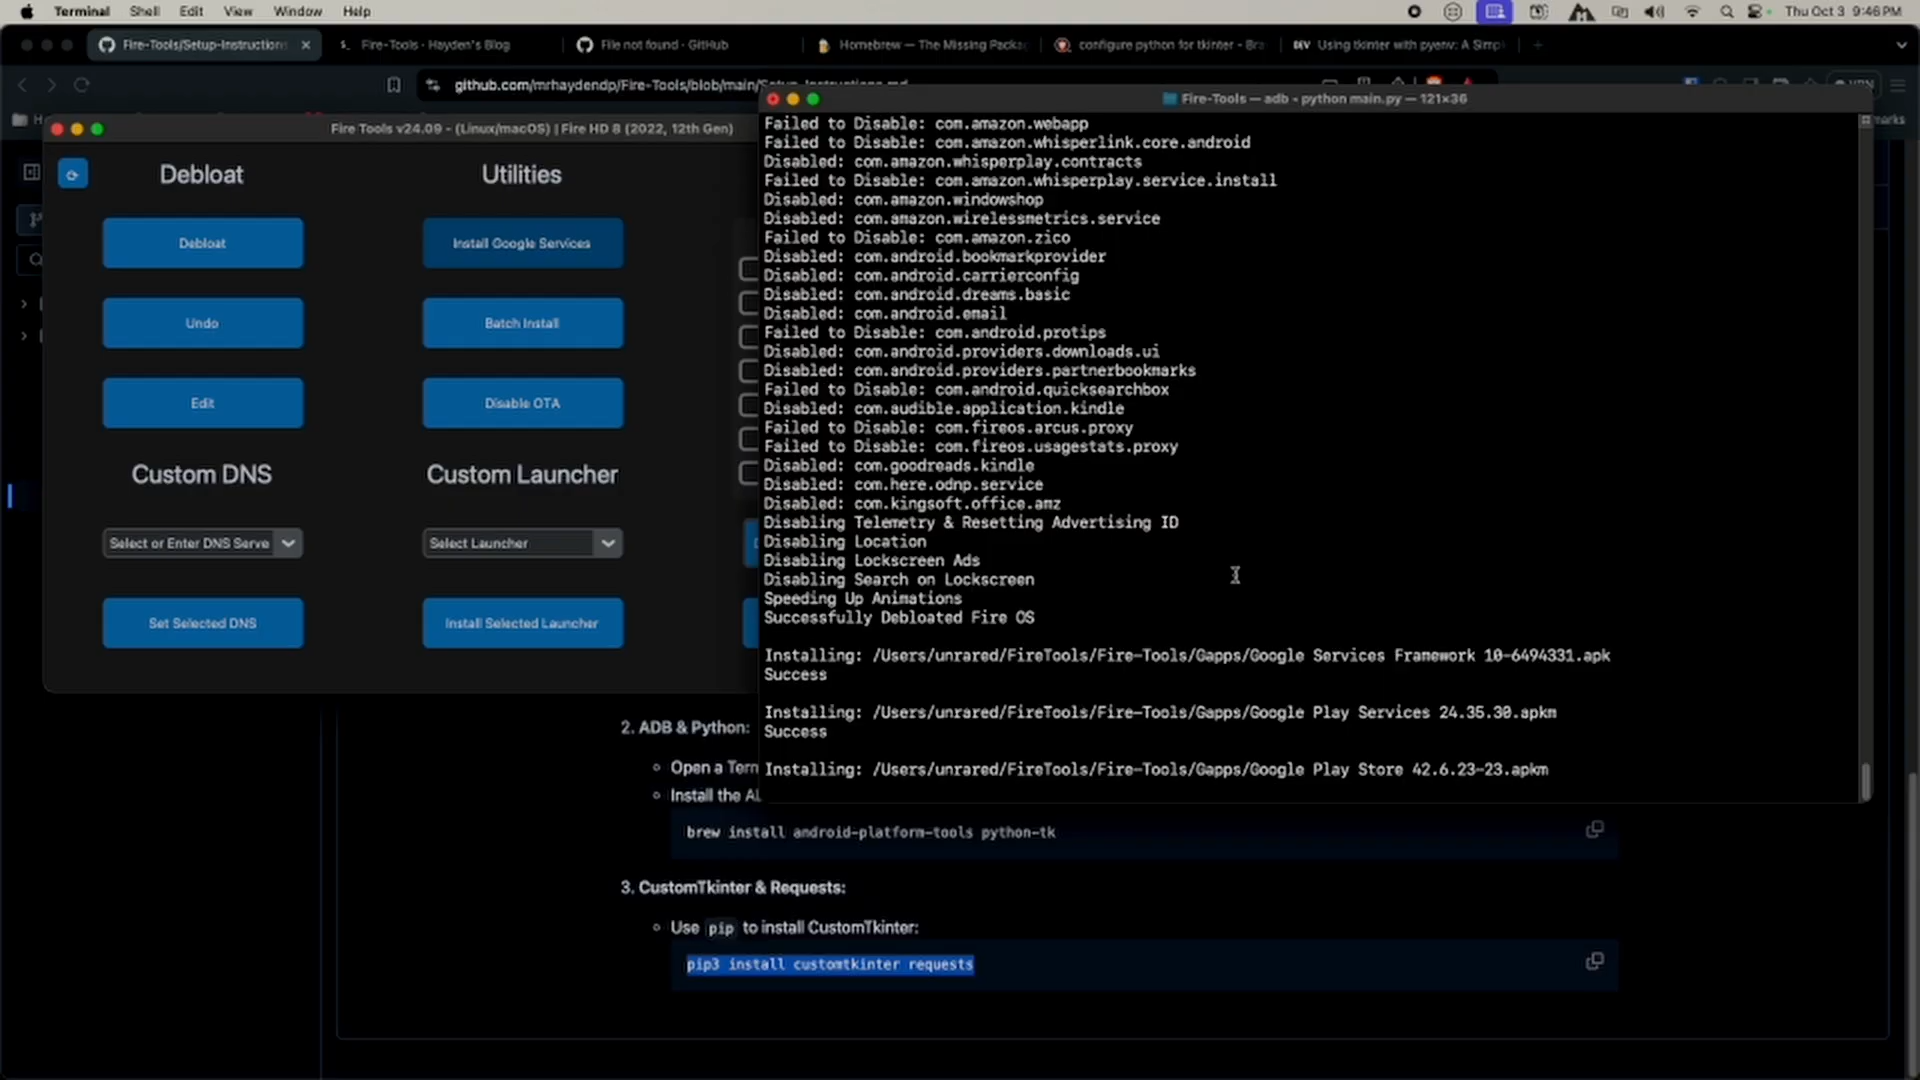 Terminal Shell Edit View Window Help
Thu Oct 3 9:46 PM
Fire-Tools/Setup-Instruction
Fire-Tools · Hayden's Blog
File not found · GitHub
Homebrew — The Missing Packa
configure python for tkinter - Bra
DEV Using tkinter with pyenv: A Simpl
github.com/mrhaydendp/Fire-Tools/blob/main/Setup-Instructions.md
VPN
Fire-Tools — adb ◂ python main.py — 121×36
Fire Tools v24.09 - (Linux/macOS) | Fire HD 8 (2022, 12th Gen)
Debloat
Utilities
Debloat
Install Google Services
Undo
Batch Install
Edit
Disable OTA
Custom DNS
Custom Launcher
Select or Enter DNS Serve
Select Launcher
Set Selected DNS
Install Selected Launcher
Failed to Disable: com.amazon.webapp
Failed to Disable: com.amazon.whisperlink.core.android
Disabled: com.amazon.whisperplay.contracts
Failed to Disable: com.amazon.whisperplay.service.install
Disabled: com.amazon.windowshop
Disabled: com.amazon.wirelessmetrics.service
Failed to Disable: com.amazon.zico
Disabled: com.android.bookmarkprovider
Disabled: com.android.carrierconfig
Disabled: com.android.dreams.basic
Disabled: com.android.email
Failed to Disable: com.android.protips
Disabled: com.android.providers.downloads.ui
Disabled: com.android.providers.partnerbookmarks
Failed to Disable: com.android.quicksearchbox
Disabled: com.audible.application.kindle
Failed to Disable: com.fireos.arcus.proxy
Failed to Disable: com.fireos.usagestats.proxy
Disabled: com.goodreads.kindle
Disabled: com.here.odnp.service
Disabled: com.kingsoft.office.amz
Disabling Telemetry & Resetting Advertising ID
Disabling Location
Disabling Lockscreen Ads
Disabling Search on Lockscreen
Speeding Up Animations
Successfully Debloated Fire OS
Installing: /Users/unrared/FireTools/Fire-Tools/Gapps/Google Services Framework 10-6494331.apk
Success
Installing: /Users/unrared/FireTools/Fire-Tools/Gapps/Google Play Services 24.35.30.apkm
Success
Installing: /Users/unrared/FireTools/Fire-Tools/Gapps/Google Play Store 42.6.23-23.apkm
2. ADB & Python:
Open a Tern
Install the AD
brew install android-platform-tools python-tk
3. CustomTkinter & Requests:
Use pip to install CustomTkinter:
pip3 install customtkinter requests